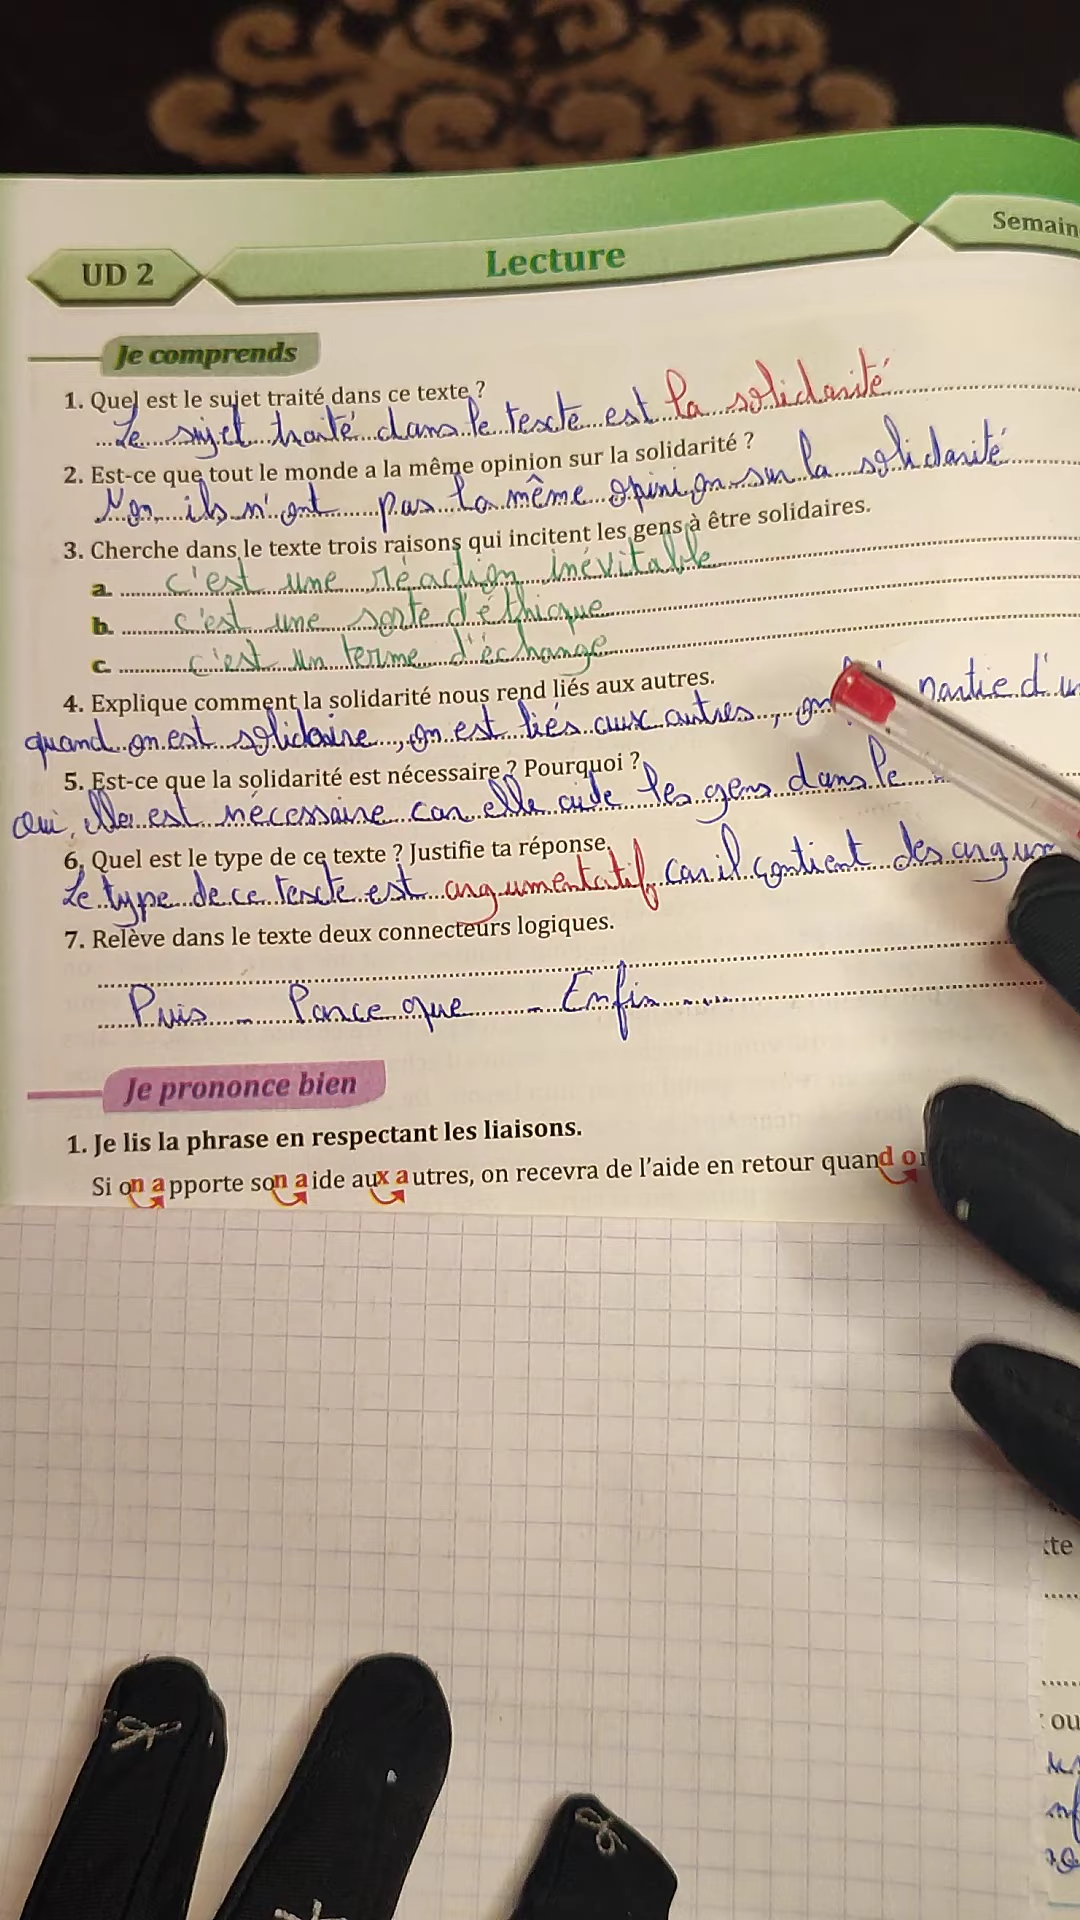 Semain
UD 2
Lecture
Je comprends
1. Quel est le sujet traité dans ce texte ?
Le sujet traité dans le texte est la solidarité
2. Est-ce que tout le monde a la même opinion sur la solidarité ?
Non, ils n'ont pas la même opinion sur la solidarité
3. Cherche dans le texte trois raisons qui incitent les gens à être solidaires.
a. c'est une réaction inévitable
b. c'est une sorte d'éthique
c. c'est un terme d'échange
4. Explique comment la solidarité nous rend liés aux autres.
quand on est solidaire, on est liés aux autres, on partie d'u
5. Est-ce que la solidarité est nécessaire ? Pourquoi ?
oui, elle est nécessaire car elle aide les gens dans le
6. Quel est le type de ce texte ? Justifie ta réponse.
Le type de ce texte est argumentatif car il contient des argum
7. Relève dans le texte deux connecteurs logiques.
Puis - Parce que - Enfin
Je prononce bien
1. Je lis la phrase en respectant les liaisons.
Si on apporte son aide aux autres, on recevra de l'aide en retour quand on
:te
ou